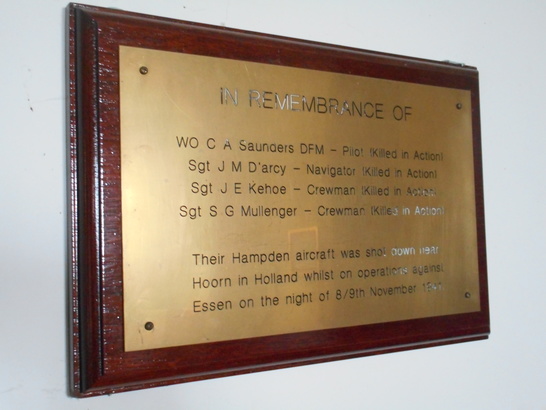 IN REMEMBRANCE OF
WO C A Saunders DFM – Pilot (Killed in Action)
Sgt J M D'arcy – Navigator (Killed in Action)
Sgt J E Kehoe – Crewman (Killed in Action)
Sgt S G Mullenger – Crewman (Killed in Action)
Their Hampden aircraft was shot down near
Hoorn in Holland whilst on operations against
Essen on the night of 8/9th November